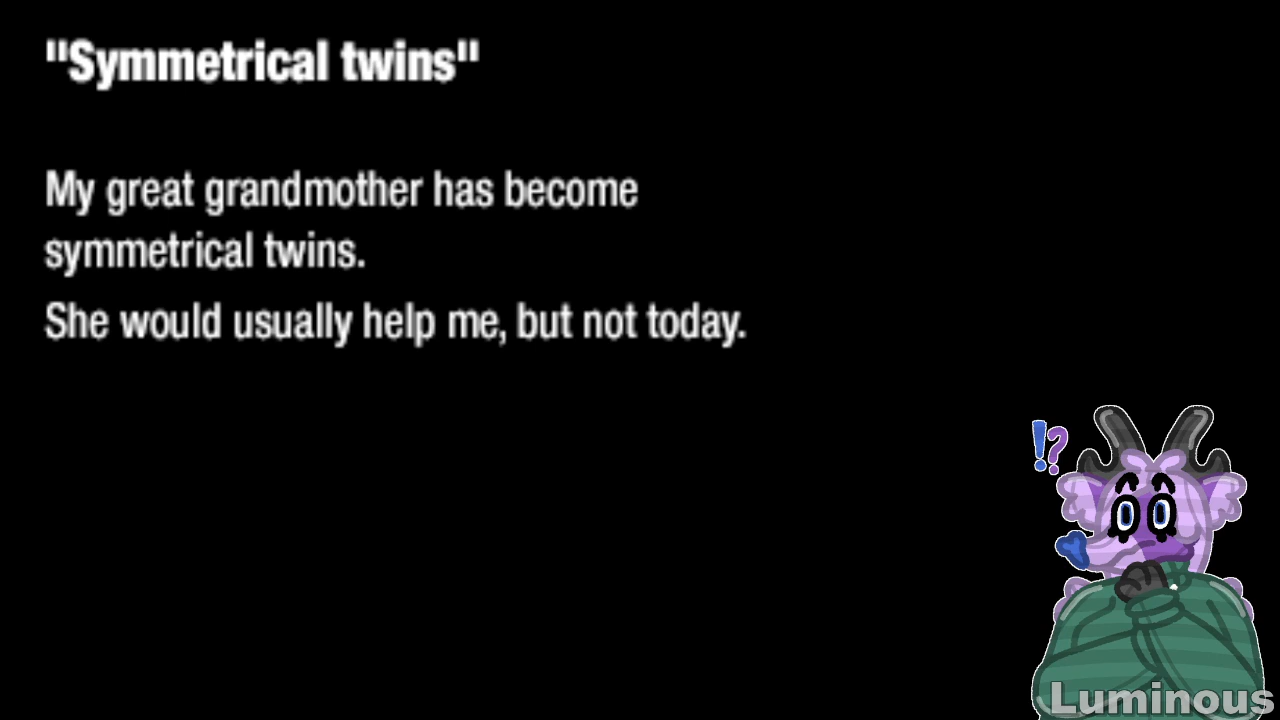 "Symmetrical twins"
My great grandmother has become
symmetrical twins.
She would usually help me, but not today.
!?
Luminous